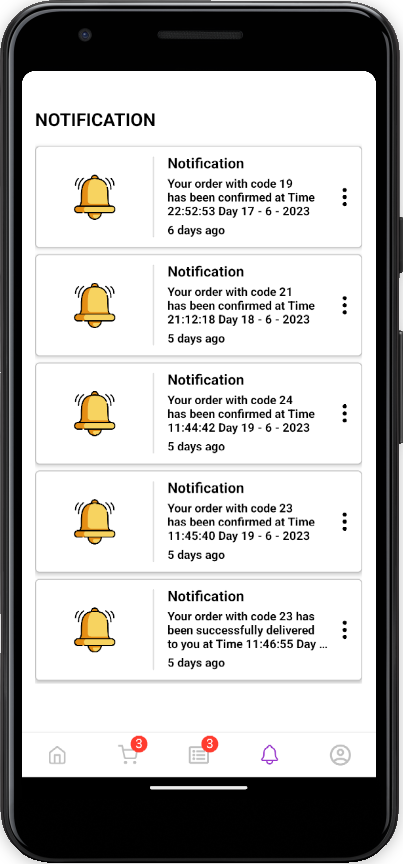 NOTIFICATION
Notification
Your order with code 19
has been confirmed at Time
22:52:53 Day 17 - 6 - 2023
6 days ago
Notification
Your order with code 21
has been confirmed at Time
21:12:18 Day 18 - 6 - 2023
5 days ago
Notification
Your order with code 24
has been confirmed at Time
11:44:42 Day 19 - 6 - 2023
5 days ago
Notification
Your order with code 23
has been confirmed at Time
11:45:40 Day 19 - 6 - 2023
5 days ago
Notification
Your order with code 23 has
been successfully delivered
to you at Time 11:46:55 Day ...
5 days ago
3
3